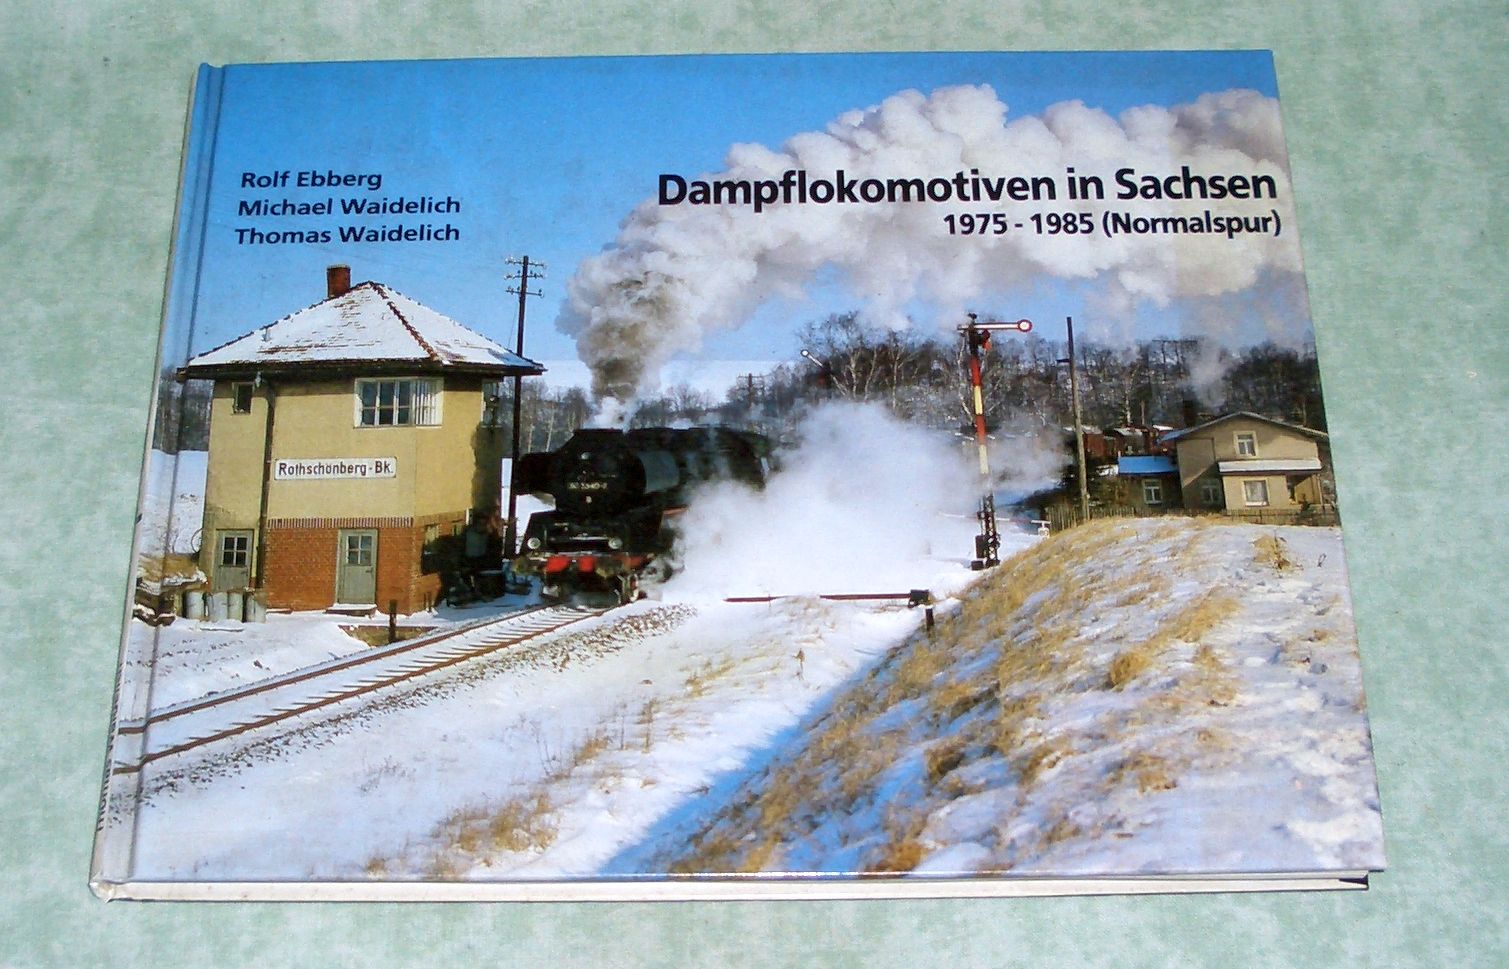 Rolf Ebberg
Michael Waidelich
Thomas Waidelich
Dampflokomotiven in Sachsen
1975 - 1985 (Normalspur)
Rothschönberg - Bk.